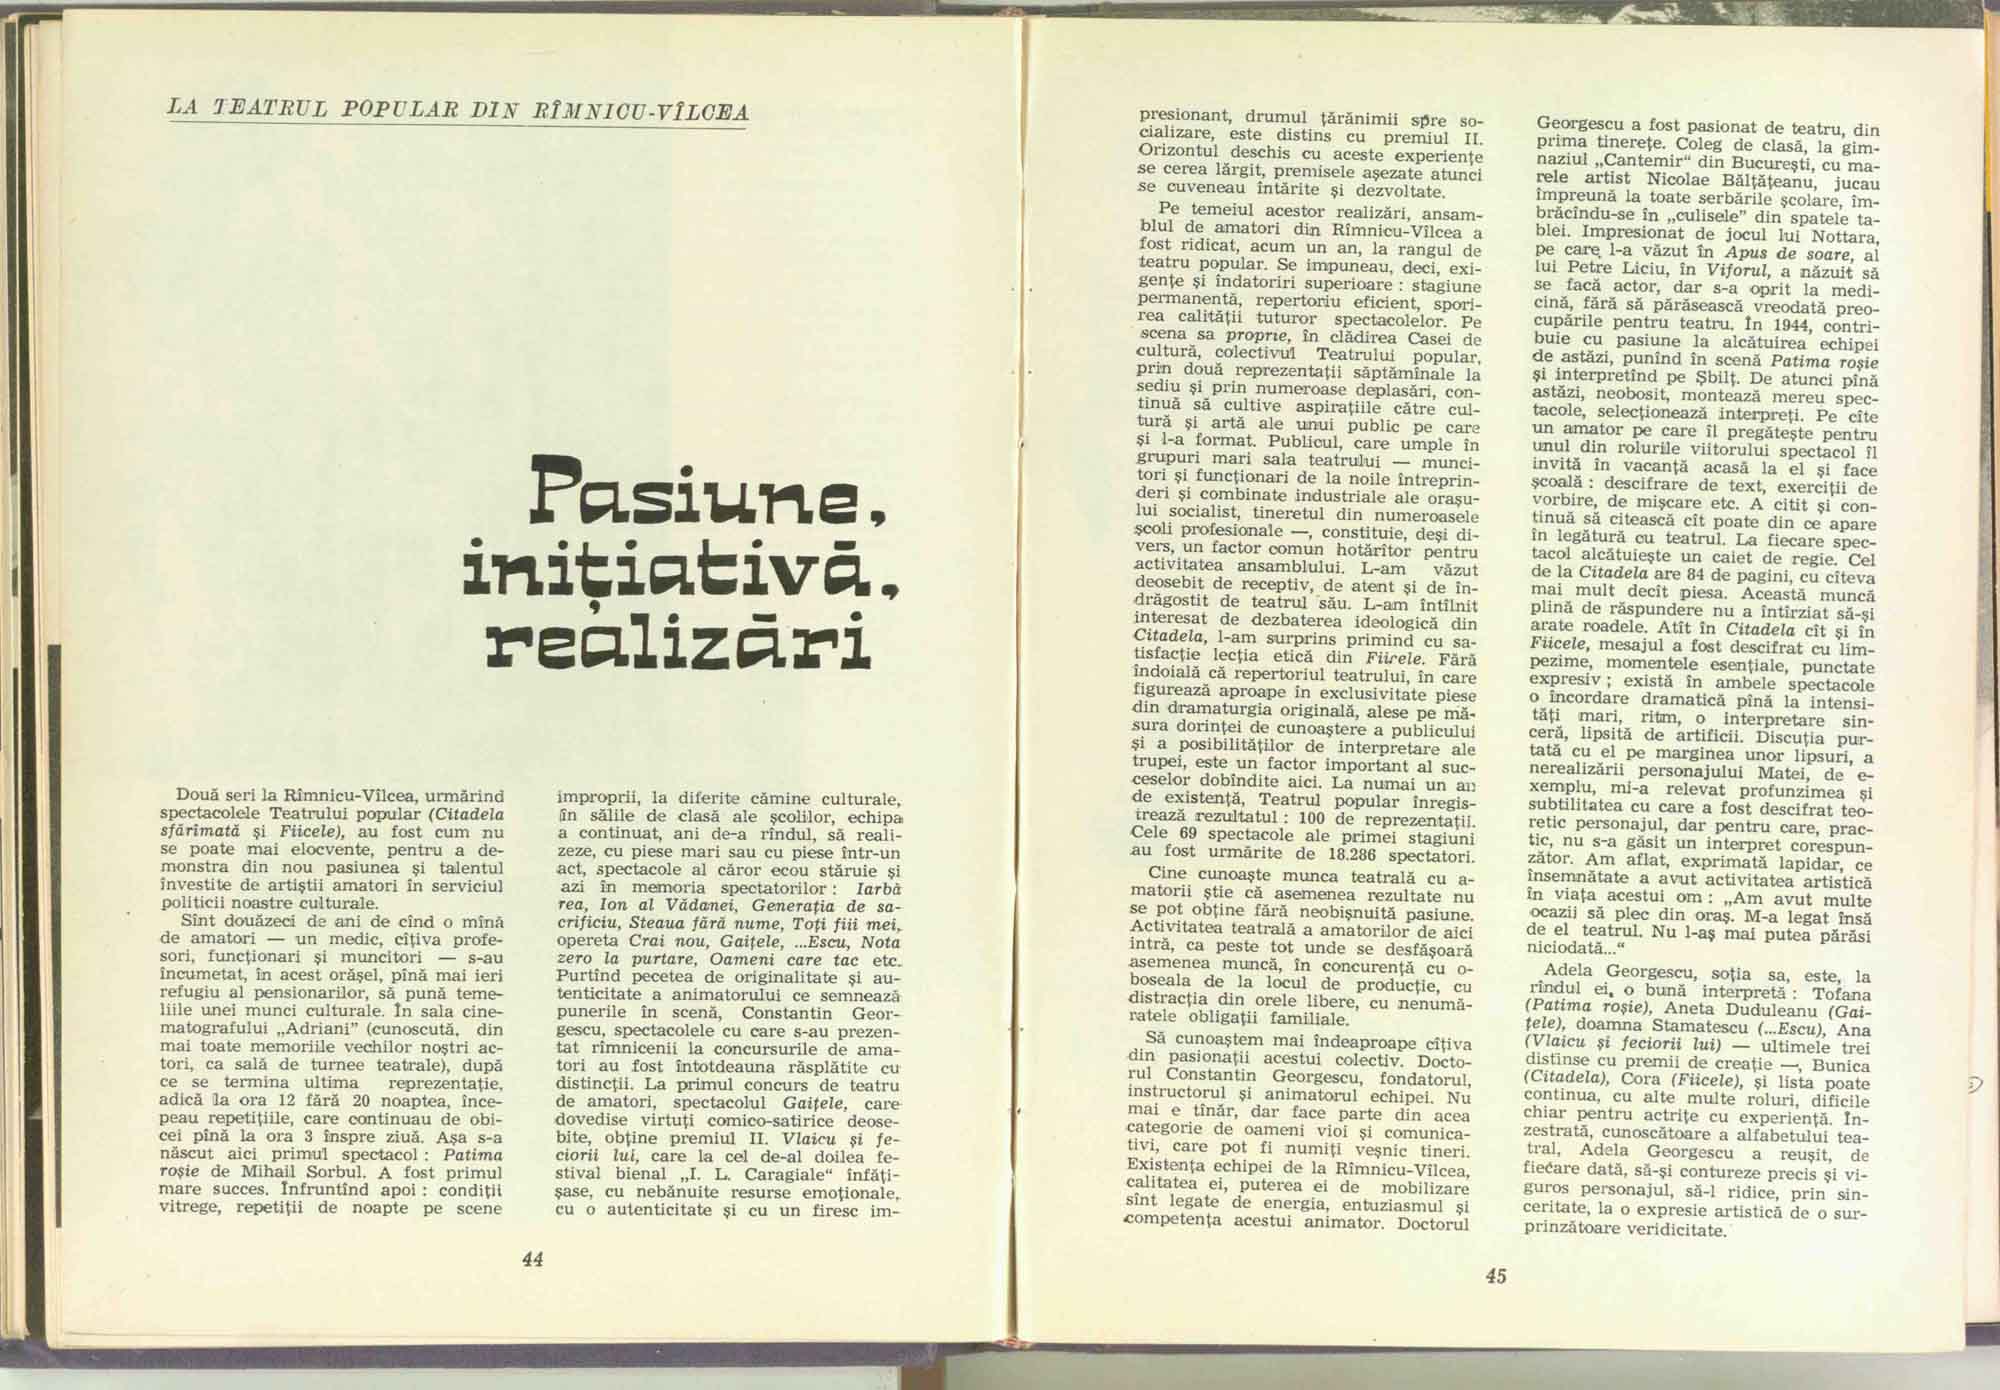 LA TEATRUL POPULAR DIN RÎMNICU-VÎLCEA
Pasiune,
inițiativă,
realizări
Două seri la Rîmnicu-Vîlcea, urmărind
spectacolele Teatrului popular (Citadela
sfărîmată și Fiicele), au fost cum nu
se poate mai elocvente, pentru a de-
monstra din nou pasiunea și talentul
investite de artiștii amatori în serviciul
politicii noastre culturale.
Sînt douăzeci de ani de cînd o mînă
de amatori — un medic, cîțiva profe-
sori, funcționari și muncitori — s-au
încumetat, în acest orășel, pînă mai ieri
refugiu al pensionarilor, să pună teme-
liile unei munci culturale. În sala cine-
matografului „Adriani” (cunoscută, din
mai toate memoriile vechilor noștri ac-
tori, ca sală de turnee teatrale), după
ce se termina ultima reprezentație,
adică la ora 12 fără 20 noaptea, înce-
peau repetițiile, care continuau de obi-
cei pînă la ora 3 înspre ziuă. Așa s-a
născut aici primul spectacol : Patima
roșie de Mihail Sorbul. A fost primul
mare succes. Înfruntînd apoi : condiții
vitrege, repetiții de noapte pe scene
improprii, la diferite cămine culturale,
în sălile de clasă ale școlilor, echipa
a continuat, ani de-a rîndul, să reali-
zeze, cu piese mari sau cu piese într-un
act, spectacole al căror ecou stăruie și
azi în memoria spectatorilor : Iarbă
rea, Ion al Vădanei, Generația de sa-
crificiu, Steaua fără nume, Toți fiii mei,
opereta Crai nou, Gaițele, ...Escu, Nota
zero la purtare, Oameni care tac etc.
Purtînd pecetea de originalitate și au-
tenticitate a animatorului ce semnează
punerile în scenă, Constantin Geor-
gescu, spectacolele cu care s-au prezen-
tat rîmnicenii la concursurile de ama-
tori au fost întotdeauna răsplătite cu
distincții. La primul concurs de teatru
de amatori, spectacolul Gaițele, care
dovedise virtuți comico-satirice deose-
bite, obține premiul II. Vlaicu și fe-
ciorii lui, care la cel de-al doilea fe-
stival bienal „I. L. Caragiale“ înfăți-
șase, cu nebănuite resurse emoționale,
cu o autenticitate și cu un firesc im-
44
presionant, drumul țărănimii spre so-
cializare, este distins cu premiul II.
Orizontul deschis cu aceste experiențe
se cerea lărgit, premisele așezate atunci
se cuveneau întărite și dezvoltate.
Pe temeiul acestor realizări, ansam-
blul de amatori din Rîmnicu-Vîlcea a
fost ridicat, acum un an, la rangul de
teatru popular. Se impuneau, deci, exi-
gențe și îndatoriri superioare : stagiune
permanentă, repertoriu eficient, spori-
rea calității tuturor spectacolelor. Pe
scena sa proprie, în clădirea Casei de
cultură, colectivul Teatrului popular,
prin două reprezentații săptămînale la
sediu și prin numeroase deplasări, con-
tinuă să cultive aspirațiile către cul-
tură și artă ale unui public pe care
și l-a format. Publicul, care umple în
grupuri mari sala teatrului — munci-
tori și funcționari de la noile întreprin-
deri și combinate industriale ale orașu-
lui socialist, tineretul din numeroasele
școli profesionale —, constituie, deși di-
vers, un factor comun hotărîtor pentru
activitatea ansamblului. L-am văzut
deosebit de receptiv, de atent și de în-
drăgostit de teatrul său. L-am întîlnit
interesat de dezbaterea ideologică din
Citadela, l-am surprins primind cu sa-
tisfacție lecția etică din Fiirele. Fără
îndoială că repertoriul teatrului, în care
figurează aproape în exclusivitate piese
din dramaturgia originală, alese pe mă-
sura dorinței de cunoaștere a publicului
și a posibilităților de interpretare ale
trupei, este un factor important al suc-
ceselor dobîndite aici. La numai un an
de existență, Teatrul popular înregis-
trează rezultatul : 100 de reprezentații.
Cele 69 spectacole ale primei stagiuni
au fost urmărite de 18.286 spectatori.
Cine cunoaște munca teatrală cu a-
matorii știe că asemenea rezultate nu
se pot obține fără neobișnuită pasiune.
Activitatea teatrală a amatorilor de aici
intră, ca peste tot unde se desfășoară
asemenea muncă, în concurență cu o-
boseala de la locul de producție, cu
distracția din orele libere, cu nenumă-
ratele obligații familiale.
Să cunoaștem mai îndeaproape cîțiva
din pasionații acestui colectiv. Docto-
rul Constantin Georgescu, fondatorul,
instructorul și animatorul echipei. Nu
mai e tînăr, dar face parte din acea
categorie de oameni vioi și comunica-
tivi, care pot fi numiți veșnic tineri.
Existența echipei de la Rîmnicu-Vîlcea,
calitatea ei, puterea ei de mobilizare
sînt legate de energia, entuziasmul și
competența acestui animator. Doctorul
Georgescu a fost pasionat de teatru, din
prima tinerețe. Coleg de clasă, la gim-
naziul „Cantemir“ din București, cu ma-
rele artist Nicolae Bălțățeanu, jucau
împreună la toate serbările școlare, îm-
brăcîndu-se în „culisele” din spatele ta-
blei. Impresionat de jocul lui Nottara,
pe care l-a văzut în Apus de soare, al
lui Petre Liciu, în Viforul, a năzuit să
se facă actor, dar s-a oprit la medi-
cină, fără să părăsească vreodată preo-
cupările pentru teatru. În 1944, contri-
buie cu pasiune la alcătuirea echipei
de astăzi, punînd în scenă Patima roșie
și interpretînd pe Șbilț. De atunci pînă
astăzi, neobosit, montează mereu spec-
tacole, selecționează interpreți. Pe cîte
un amator pe care îl pregătește pentru
unul din rolurile viitorului spectacol îl
invită în vacanță acasă la el și face
școală : descifrare de text, exerciții de
vorbire, de mișcare etc. A citit și con-
tinuă să citească cît poate din ce apare
în legătură cu teatrul. La fiecare spec-
tacol alcătuiește un caiet de regie. Cel
de la Citadela are 84 de pagini, cu cîteva
mai mult decît piesa. Această muncă
plină de răspundere nu a întîrziat să-și
arate roadele. Atît în Citadela cît și în
Fiicele, mesajul a fost descifrat cu lim-
pezime, momentele esențiale, punctate
expresiv ; există în ambele spectacole
o încordare dramatică pînă la intensi-
tăți mari, ritm, o interpretare sin-
ceră, lipsită de artificii. Discuția pur-
tată cu el pe marginea unor lipsuri, a
nerealizării personajului Matei, de e-
xemplu, mi-a relevat profunzimea și
subtilitatea cu care a fost descifrat teo-
retic personajul, dar pentru care, prac-
tic, nu s-a găsit un interpret corespun-
zător. Am aflat, exprimată lapidar, ce
însemnătate a avut activitatea artistică
în viața acestui om : „Am avut multe
ocazii să plec din oraș. M-a legat însă
de el teatrul. Nu l-aș mai putea părăsi
niciodată...“
Adela Georgescu, soția sa, este, la
rîndul ei, o bună interpretă : Tofana
(Patima roșie), Aneta Duduleanu (Gai-
țele), doamna Stamatescu (...Escu), Ana
(Vlaicu și feciorii lui) — ultimele trei
distinse cu premii de creație —, Bunica
(Citadela), Cora (Fiicele), și lista poate
continua, cu alte multe roluri, dificile
chiar pentru actrițe cu experiență. În-
zestrată, cunoscătoare a alfabetului tea-
tral, Adela Georgescu a reușit, de
fiecare dată, să-și contureze precis și vi-
guros personajul, să-l ridice, prin sin-
ceritate, la o expresie artistică de o sur-
prinzătoare veridicitate.
45